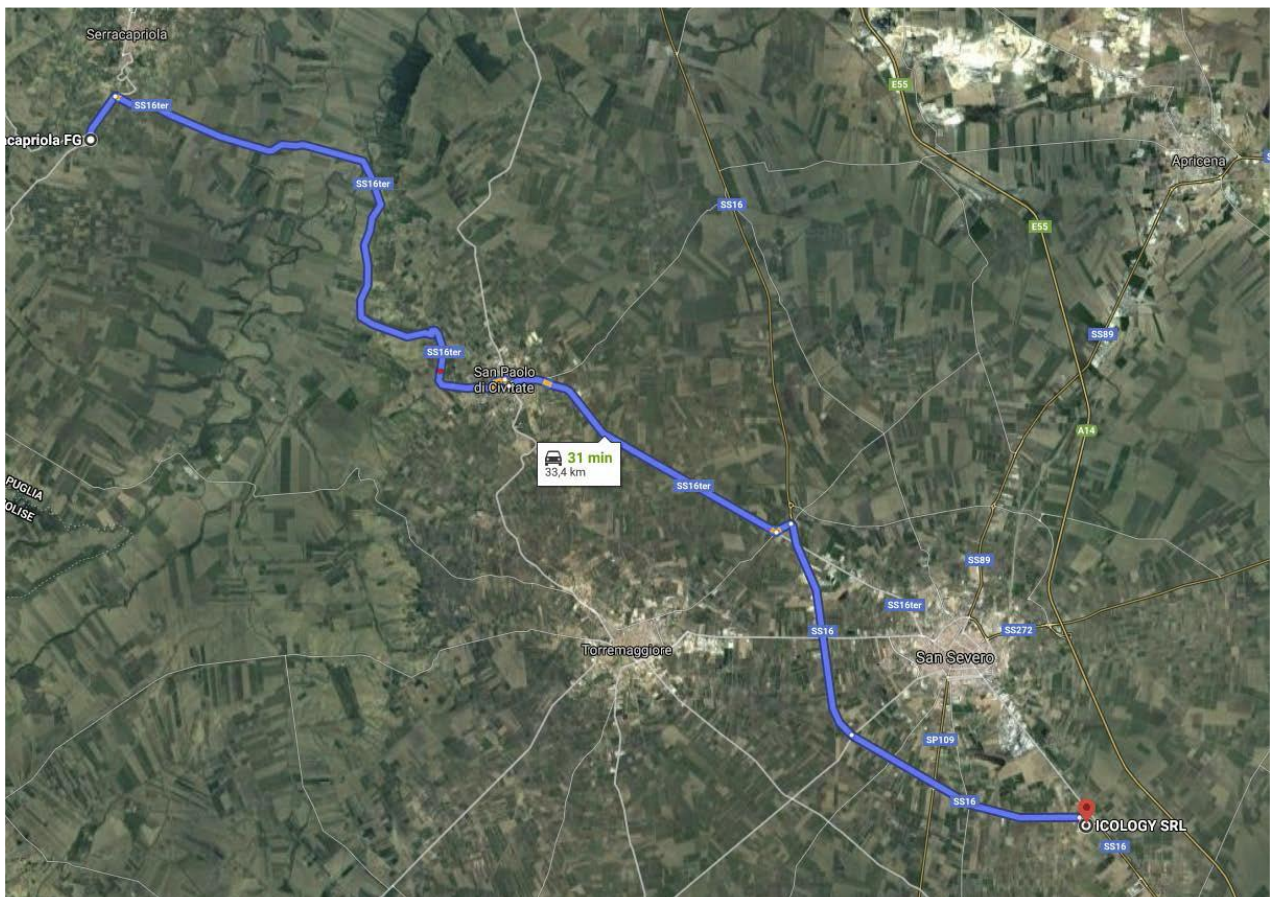 Serracapriola
SS16ter
E55
acapriola FG
Apricena
SS16ter
SS16
E55
SS89
SS16ter
San Paolo
di Civitate
A14
31 min
33,4 km
PUGLIA
OLISE
SS16ter
SS89
SS16ter
SS16
SS272
Torremaggiore
San Severo
SP109
SS16
ICOLOGY SRL
SS16